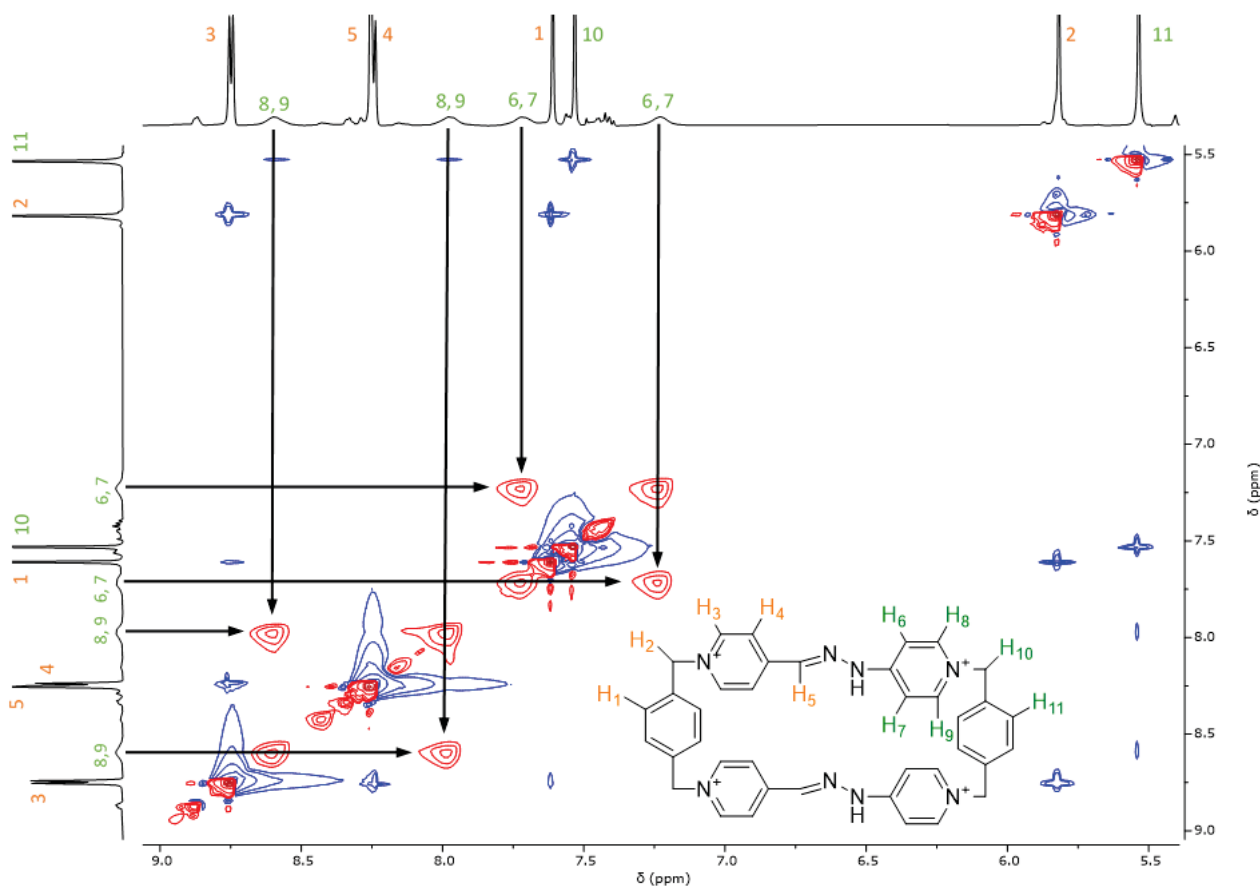 3 5 4 1 10 2 11
8, 9 8, 9 6, 7 6, 7
11
2
6, 7
10
1
6, 7
8, 9
4
5
8,9
3
5.5
6.0
6.5
7.0
7.5
8.0
8.5
9.0
δ (ppm)
H3 H4 H6 H8
H2 N+ N N H N+ H10
H1 H5 H7 H9 H11
N+ N N H N+
9.0 8.5 8.0 7.5 7.0 6.5 6.0 5.5
δ (ppm)